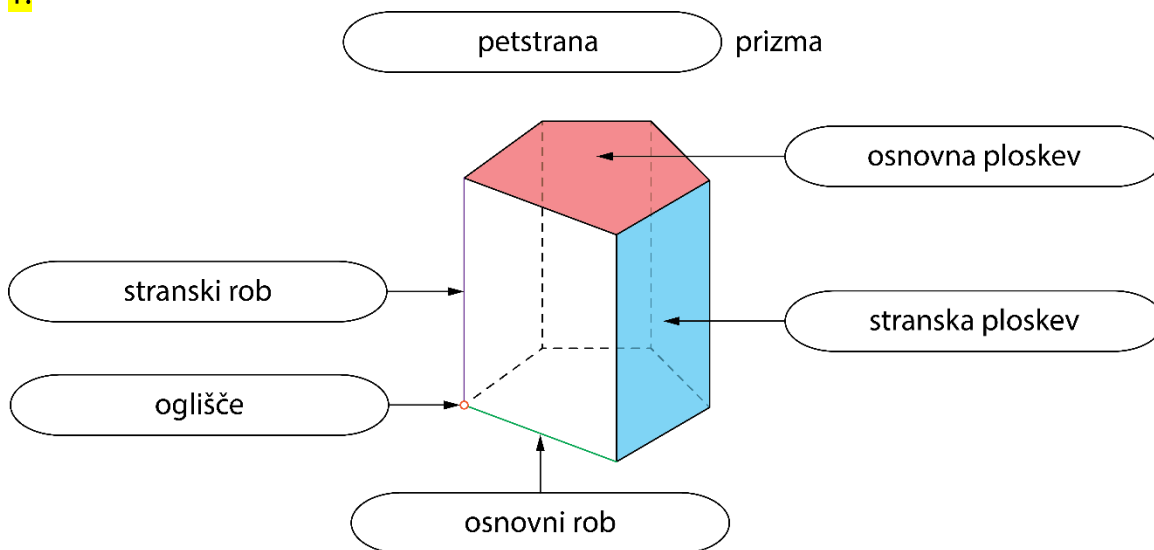 petstrana prizma
osnovna ploskev
stranski rob
stranska ploskev
oglišče
osnovni rob